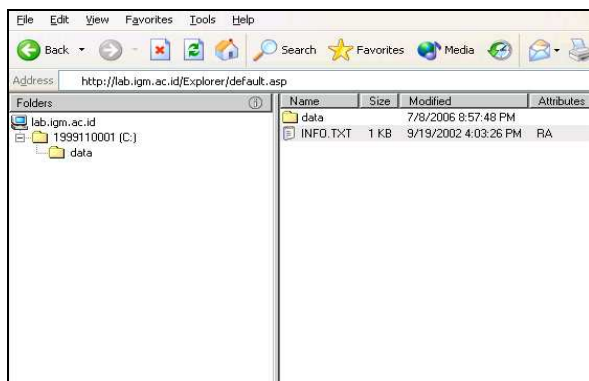 File Edit View Favorites Tools Help
Back Search Favorites Media
Address http://lab.igm.ac.id/Explorer/default.asp
Folders Name Size Modified Attributes
lab.igm.ac.id data 7/8/2006 8:57:48 PM
1999110001 (C:) INFO.TXT 1 KB 9/19/2002 4:03:26 PM RA
data